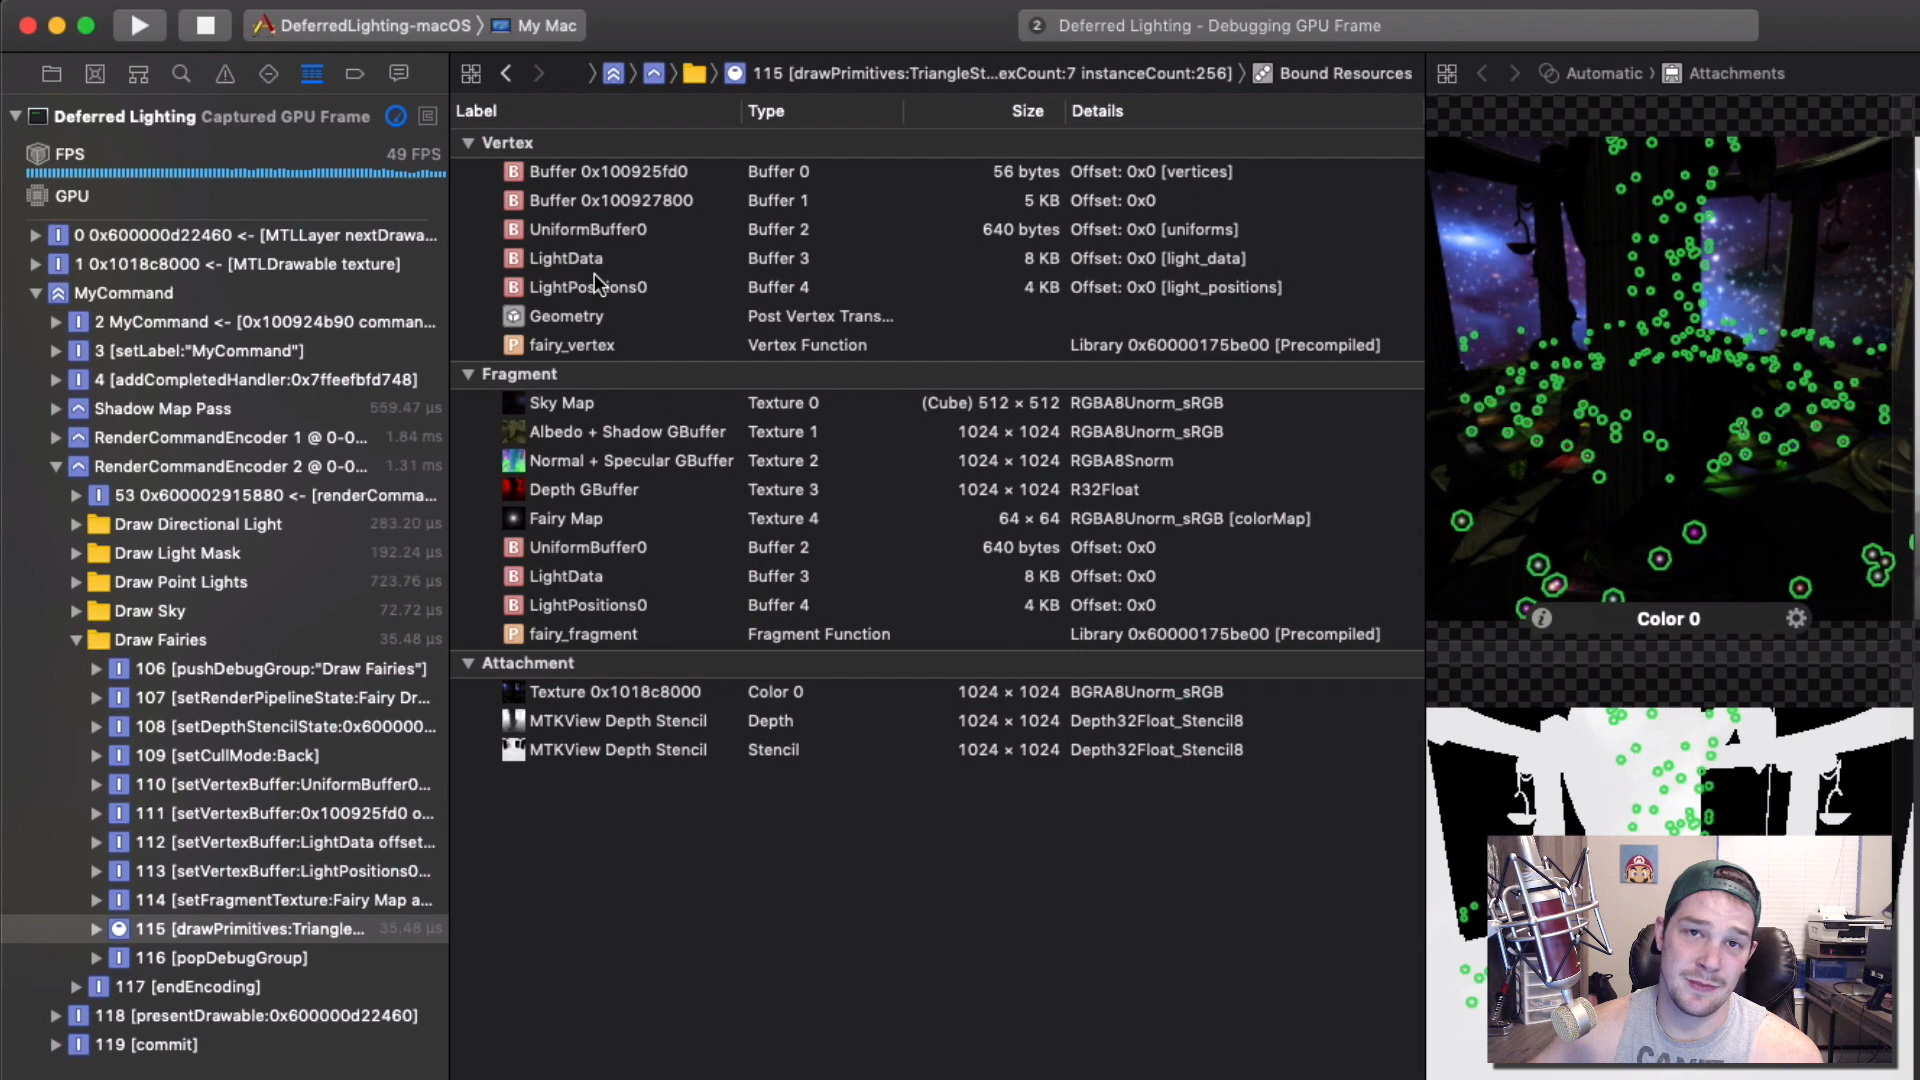 DeferredLighting-macOS
My Mac
2
Deferred Lighting - Debugging GPU Frame
115 [drawPrimitives:TriangleSt...exCount:7 instanceCount:256]
Bound Resources
Automatic
Attachments
Deferred Lighting Captured GPU Frame
FPS
49 FPS
GPU
0 0x600000d22460 <- [MTLLayer nextDrawa...
1 0x1018c8000 <- [MTLDrawable texture]
MyCommand
2 MyCommand <- [0x100924b90 comman...
3 [setLabel:"MyCommand"]
4 [addCompletedHandler:0x7ffeefbfd748]
Shadow Map Pass 559.47 µs
RenderCommandEncoder 1 @ 0-0... 1.84 ms
RenderCommandEncoder 2 @ 0-0... 1.31 ms
53 0x600002915880 <- [renderComma...
Draw Directional Light 283.20 µs
Draw Light Mask 192.24 µs
Draw Point Lights 723.76 µs
Draw Sky 72.72 µs
Draw Fairies 35.48 µs
106 [pushDebugGroup:"Draw Fairies"]
107 [setRenderPipelineState:Fairy Dr...
108 [setDepthStencilState:0x600000...
109 [setCullMode:Back]
110 [setVertexBuffer:UniformBuffer0...
111 [setVertexBuffer:0x100925fd0 o...
112 [setVertexBuffer:LightData offset...
113 [setVertexBuffer:LightPositions0...
114 [setFragmentTexture:Fairy Map a...
115 [drawPrimitives:Triangle... 35.48 µs
116 [popDebugGroup]
117 [endEncoding]
118 [presentDrawable:0x600000d22460]
119 [commit]
Label Type Size Details
Vertex
B Buffer 0x100925fd0 Buffer 0 56 bytes Offset: 0x0 [vertices]
B Buffer 0x100927800 Buffer 1 5 KB Offset: 0x0
B UniformBuffer0 Buffer 2 640 bytes Offset: 0x0 [uniforms]
B LightData Buffer 3 8 KB Offset: 0x0 [light_data]
B LightPositions0 Buffer 4 4 KB Offset: 0x0 [light_positions]
Geometry Post Vertex Trans...
P fairy_vertex Vertex Function Library 0x60000175be00 [Precompiled]
Fragment
Sky Map Texture 0 (Cube) 512 × 512 RGBA8Unorm_sRGB
Albedo + Shadow GBuffer Texture 1 1024 × 1024 RGBA8Unorm_sRGB
Normal + Specular GBuffer Texture 2 1024 × 1024 RGBA8Snorm
Depth GBuffer Texture 3 1024 × 1024 R32Float
Fairy Map Texture 4 64 × 64 RGBA8Unorm_sRGB [colorMap]
B UniformBuffer0 Buffer 2 640 bytes Offset: 0x0
B LightData Buffer 3 8 KB Offset: 0x0
B LightPositions0 Buffer 4 4 KB Offset: 0x0
P fairy_fragment Fragment Function Library 0x60000175be00 [Precompiled]
Attachment
Texture 0x1018c8000 Color 0 1024 × 1024 BGRA8Unorm_sRGB
MTKView Depth Stencil Depth 1024 × 1024 Depth32Float_Stencil8
MTKView Depth Stencil Stencil 1024 × 1024 Depth32Float_Stencil8
Color 0